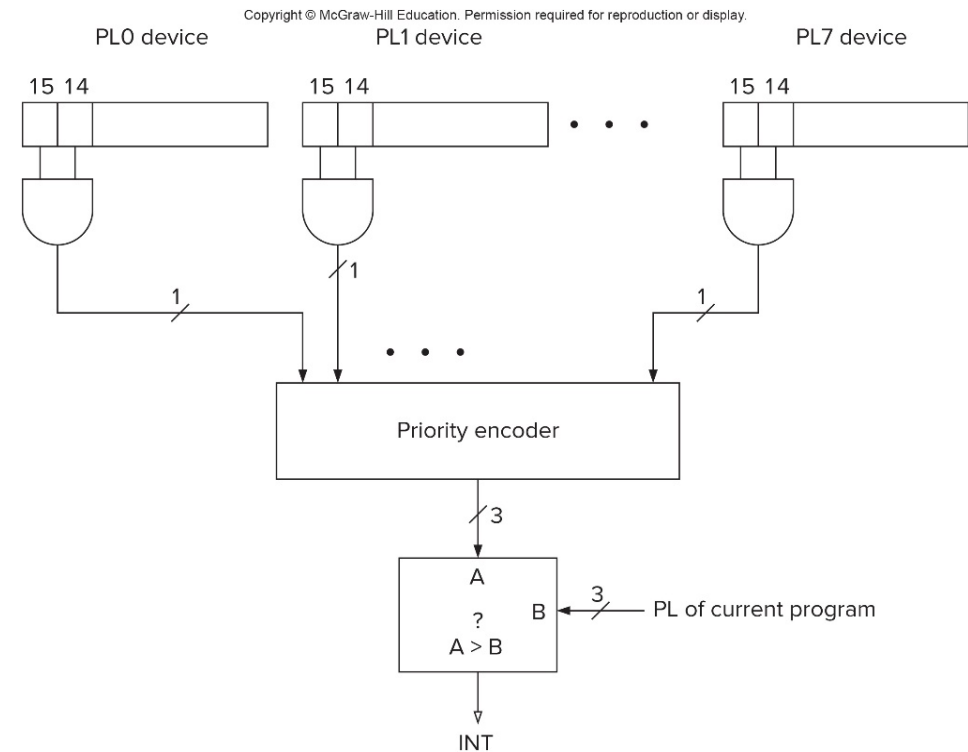 Copyright © McGraw-Hill Education. Permission required for reproduction or display.
PL0 device PL1 device PL7 device
15 14 15 14 15 14
1
1 1
Priority encoder
3
A
3
B PL of current program
?
A > B
INT